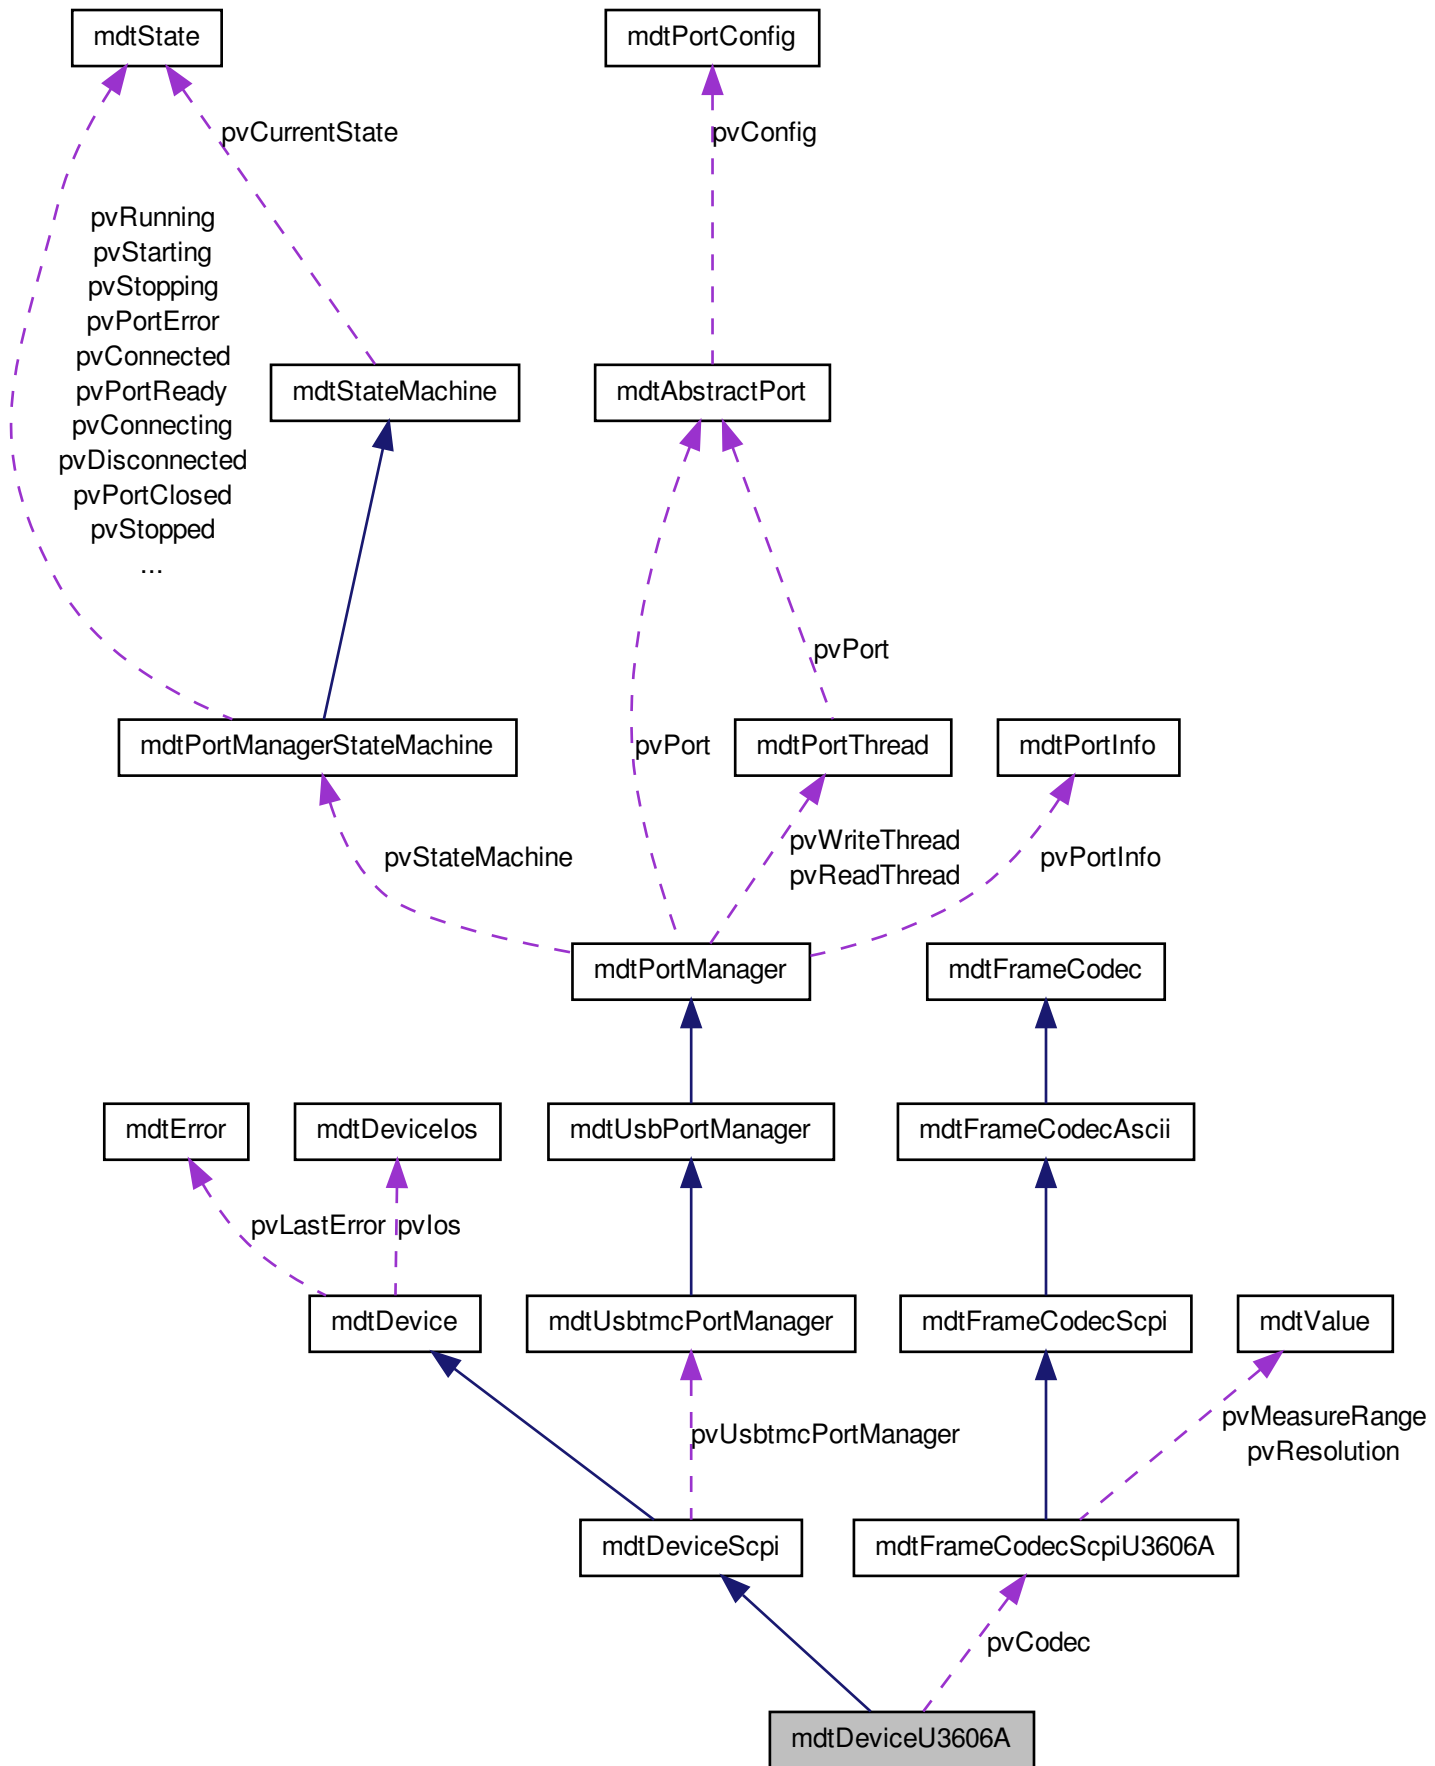 mdtState
mdtPortConfig
pvCurrentState
pvConfig
pvRunning
pvStarting
pvStopping
pvPortError
pvConnected
pvPortReady
pvConnecting
pvDisconnected
pvPortClosed
pvStopped
...
mdtStateMachine
mdtAbstractPort
pvPort
mdtPortManagerStateMachine
pvPort
mdtPortThread
mdtPortInfo
pvStateMachine
pvWriteThread
pvReadThread
pvPortInfo
mdtPortManager
mdtFrameCodec
mdtError
mdtDeviceIos
mdtUsbPortManager
mdtFrameCodecAscii
pvLastError
pvIos
mdtDevice
mdtUsbtmcPortManager
mdtFrameCodecScpi
mdtValue
pvUsbtmcPortManager
pvMeasureRange
pvResolution
mdtDeviceScpi
mdtFrameCodecScpiU3606A
pvCodec
mdtDeviceU3606A